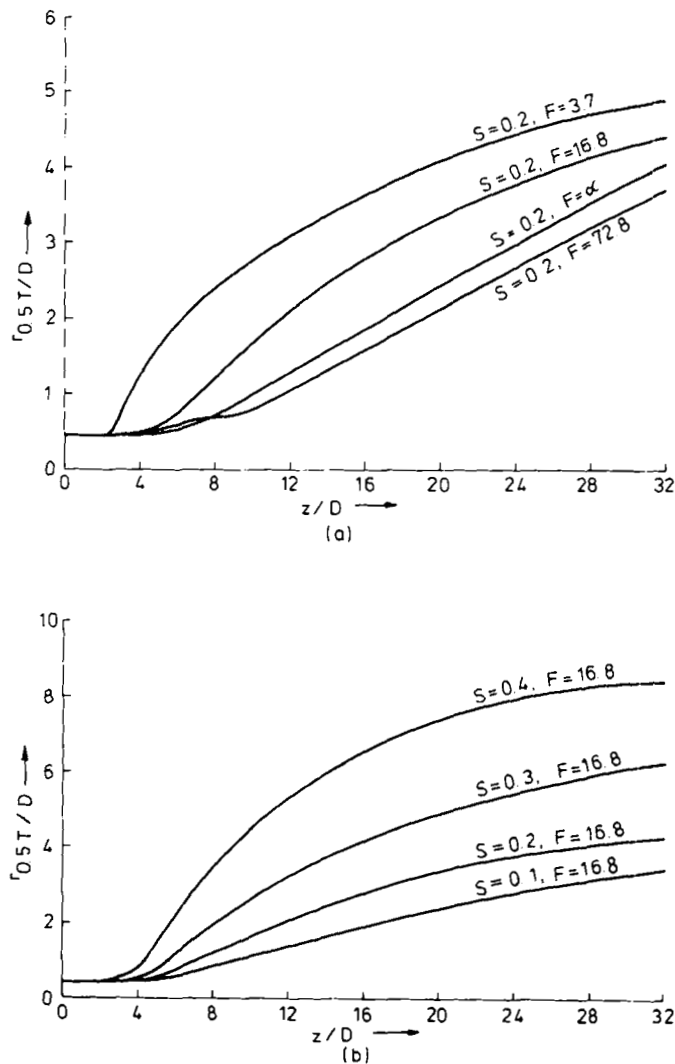 6
5
4
3
2
1
0
r0.5T/D
S=0.2, F=3.7
S=0.2, F=16.8
S=0.2, F=α
S=0.2, F=72.8
0 4 8 12 16 20 24 28 32
z/D
(a)
10
8
6
4
2
0
r0.5T/D
S=0.4, F=16.8
S=0.3, F=16.8
S=0.2, F=16.8
S=0.1, F=16.8
0 4 8 12 16 20 24 28 32
z/D
(b)